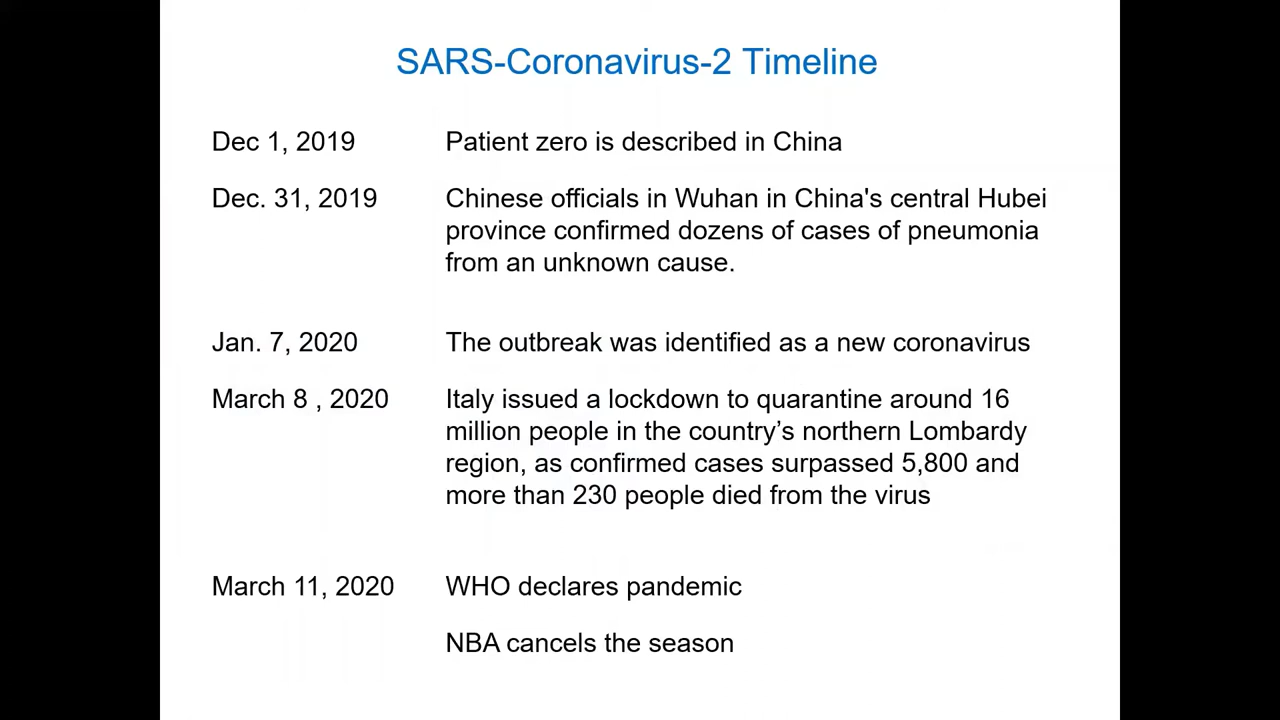 SARS-Coronavirus-2 Timeline
Dec 1, 2019 Patient zero is described in China
Dec. 31, 2019 Chinese officials in Wuhan in China's central Hubei
province confirmed dozens of cases of pneumonia
from an unknown cause.
Jan. 7, 2020 The outbreak was identified as a new coronavirus
March 8 , 2020 Italy issued a lockdown to quarantine around 16
million people in the country’s northern Lombardy
region, as confirmed cases surpassed 5,800 and
more than 230 people died from the virus
March 11, 2020 WHO declares pandemic
NBA cancels the season